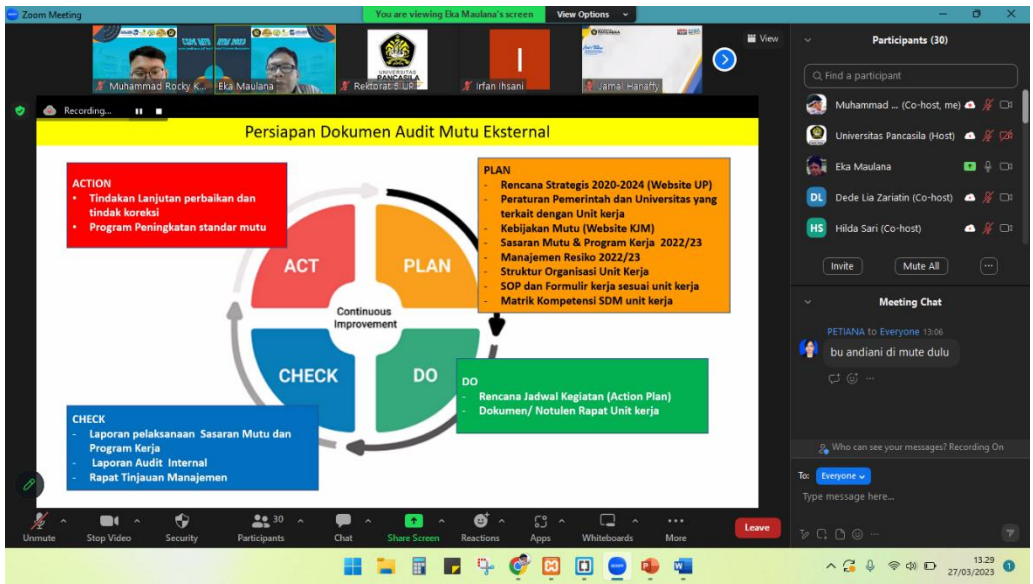 Zoom Meeting
You are viewing Eka Maulana's screen
View Options
View
Muhammad Rocky K...
Eka Maulana
UNIVERSITAS
PANCASILA
Rektorat 5 UP
I
Irfan Ihsani
Jamal Hanaffy
Recording...
Persiapan Dokumen Audit Mutu Eksternal
ACTION
• Tindakan Lanjutan perbaikan dan
tindak koreksi
• Program Peningkatan standar mutu
PLAN
- Rencana Strategis 2020-2024 (Website UP)
- Peraturan Pemerintah dan Universitas yang
terkait dengan Unit kerja
- Kebijakan Mutu (Website KJM)
- Sasaran Mutu & Program Kerja 2022/23
- Manajemen Resiko 2022/23
- Struktur Organisasi Unit Kerja
- SOP dan Formulir kerja sesuai unit kerja
- Matrik Kompetensi SDM unit kerja
ACT
PLAN
Continuous
Improvement
CHECK
DO
DO
- Rencana Jadwal Kegiatan (Action Plan)
- Dokumen/ Notulen Rapat Unit kerja
CHECK
- Laporan pelaksanaan Sasaran Mutu dan
Program Kerja
- Laporan Audit Internal
- Rapat Tinjauan Manajemen
Participants (30)
Find a participant
Muhammad ... (Co-host, me)
Universitas Pancasila (Host)
Eka Maulana
DL
Dede Lia Zariatin (Co-host)
HS
Hilda Sari (Co-host)
Invite
Mute All
Meeting Chat
PETIANA to Everyone 13:06
bu andiani di mute dulu
Who can see your messages? Recording On
To: Everyone
Type message here...
Unmute
Stop Video
Security
30
Participants
Chat
Share Screen
Reactions
Apps
Whiteboards
More
Leave
13.29
27/03/2023
1